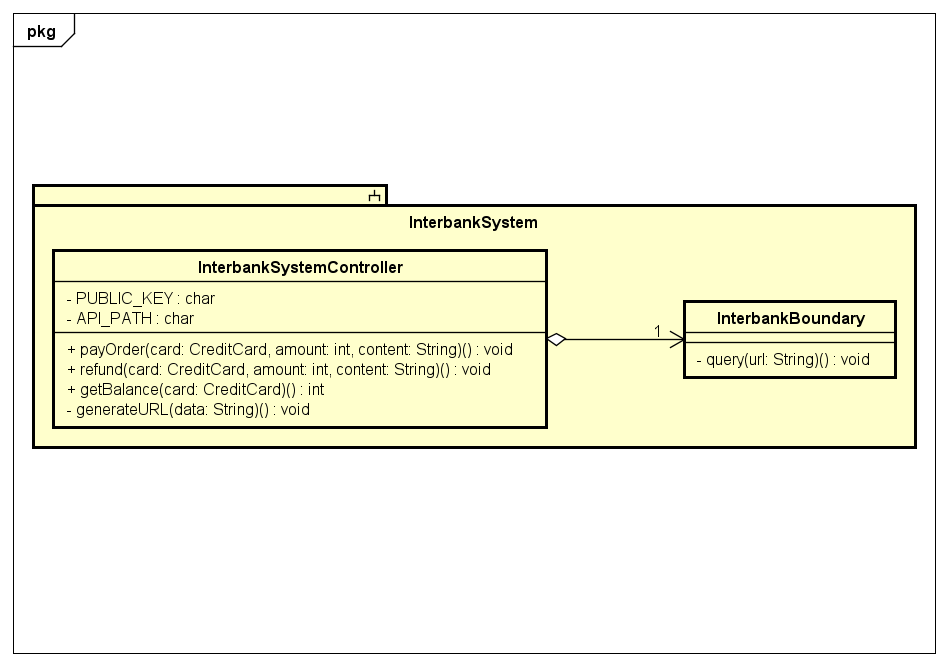 pkg
InterbankSystem
InterbankSystemController
- PUBLIC_KEY : char
- API_PATH : char
+ payOrder(card: CreditCard, amount: int, content: String)() : void
+ refund(card: CreditCard, amount: int, content: String)() : void
+ getBalance(card: CreditCard)() : int
- generateURL(data: String)() : void
1
InterbankBoundary
- query(url: String)() : void